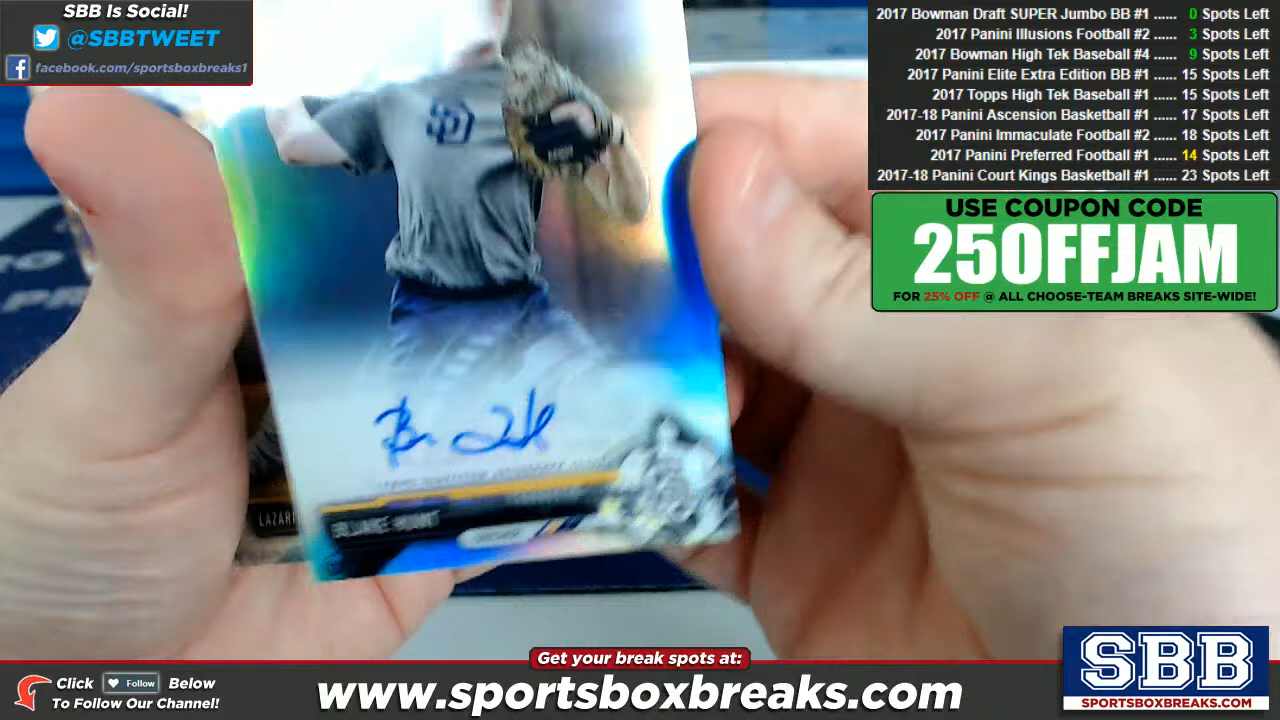 SBB Is Social!
@SBBTWEET
facebook.com/sportsboxbreaks1
2017 Bowman Draft SUPER Jumbo BB #1 ...... 0 Spots Left
2017 Panini Illusions Football #2 ...... 3 Spots Left
2017 Bowman High Tek Baseball #4 ...... 9 Spots Left
2017 Panini Elite Extra Edition BB #1 ...... 15 Spots Left
2017 Topps High Tek Baseball #1 ...... 15 Spots Left
2017-18 Panini Ascension Basketball #1 ...... 17 Spots Left
2017 Panini Immaculate Football #2 ...... 18 Spots Left
2017 Panini Preferred Football #1 ...... 14 Spots Left
2017-18 Panini Court Kings Basketball #1 ...... 23 Spots Left
USE COUPON CODE
25OFFJAM
FOR 25% OFF @ ALL CHOOSE-TEAM BREAKS SITE-WIDE!
SD
LAZAR
Get your break spots at:
www.sportsboxbreaks.com
Click Follow Below
To Follow Our Channel!
SBB
SPORTSBOXBREAKS.COM